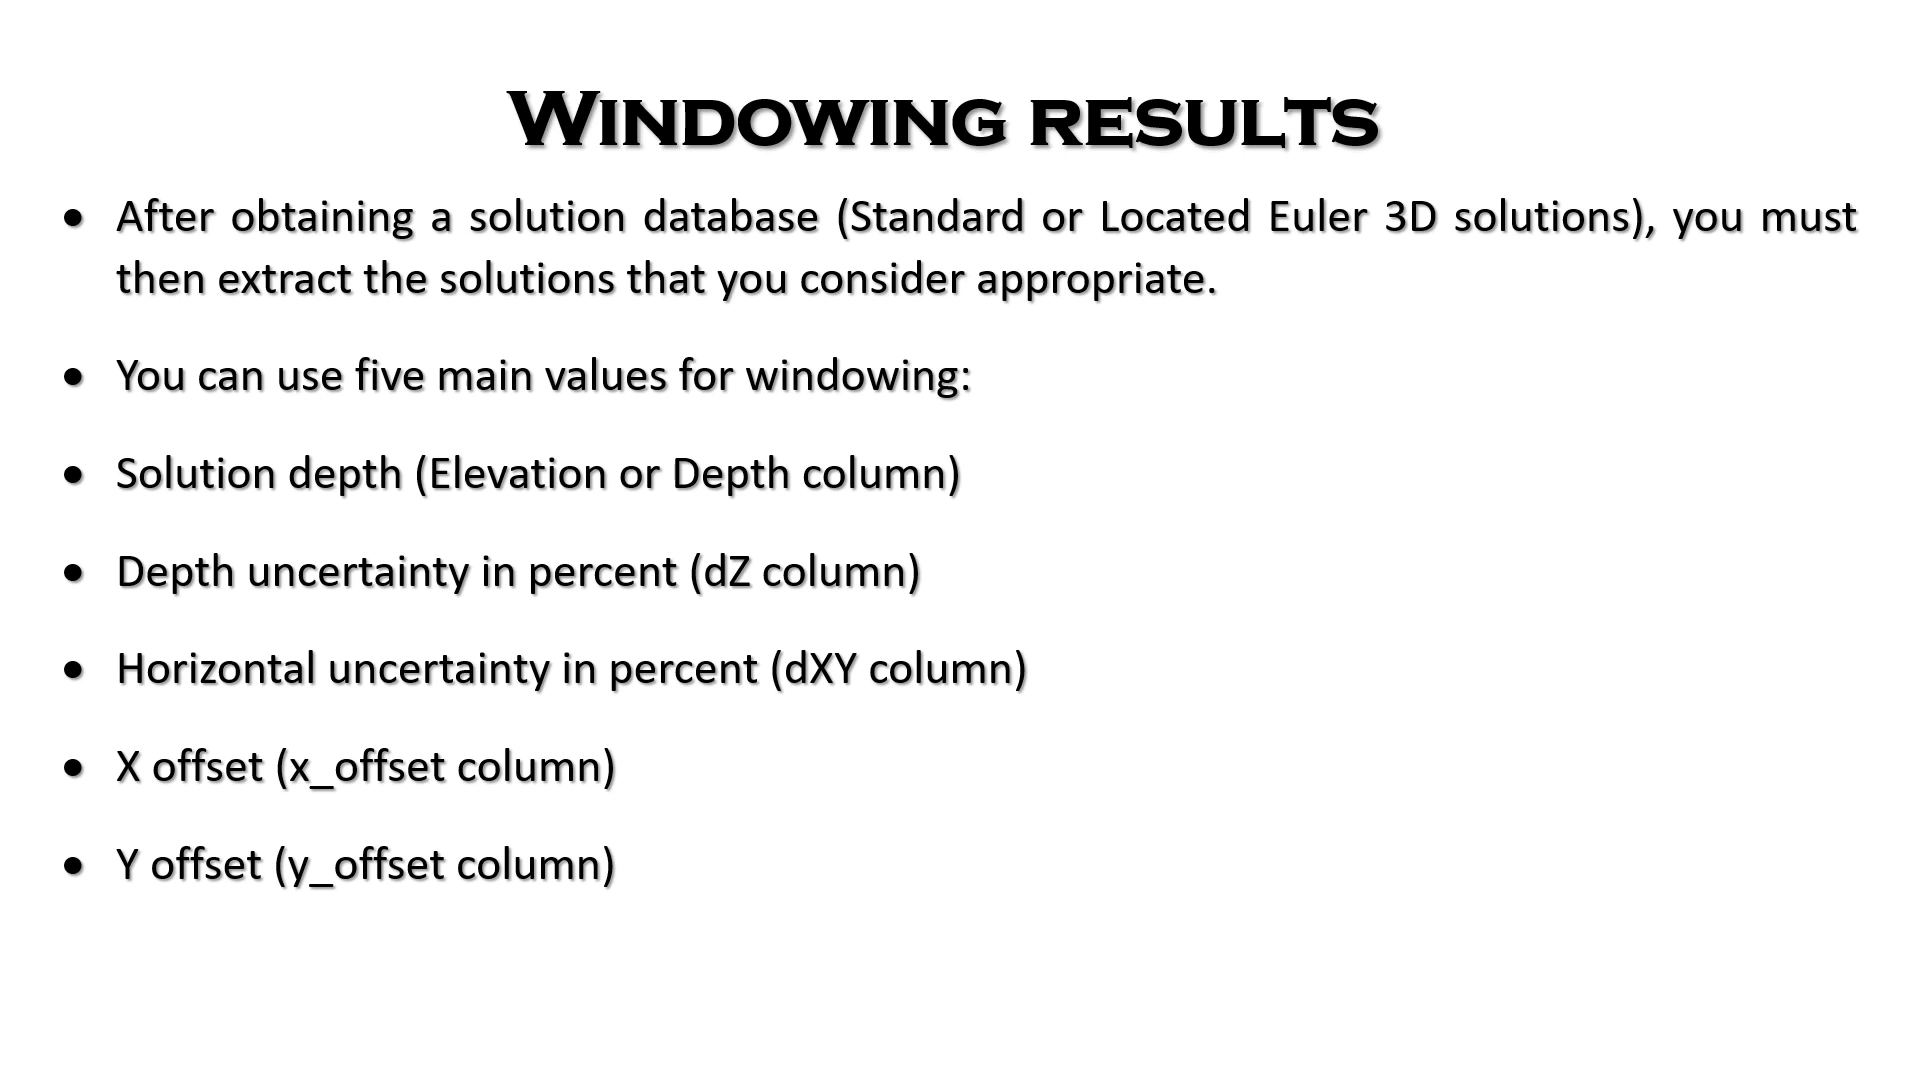 WINDOWING RESULTS
• After obtaining a solution database (Standard or Located Euler 3D solutions), you must
then extract the solutions that you consider appropriate.
• You can use five main values for windowing:
• Solution depth (Elevation or Depth column)
• Depth uncertainty in percent (dZ column)
• Horizontal uncertainty in percent (dXY column)
• X offset (x_offset column)
• Y offset (y_offset column)